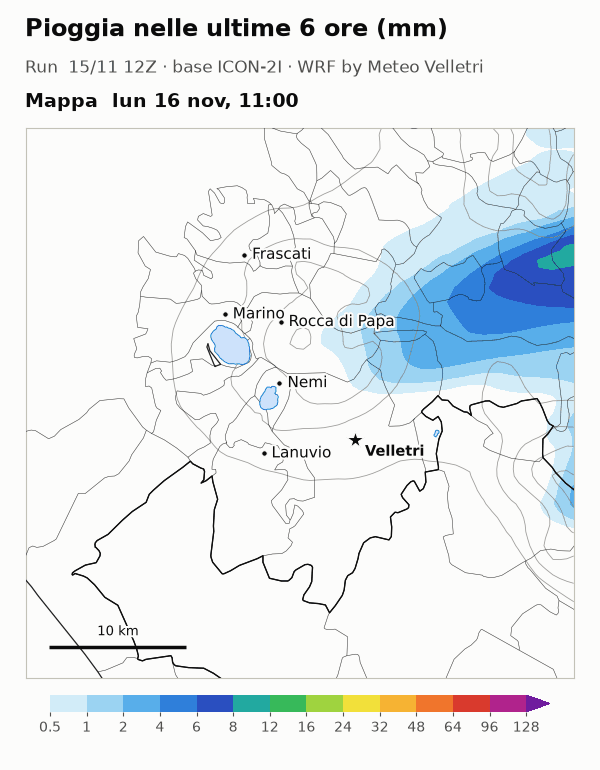 Pioggia nelle ultime 6 ore (mm)
Run  15/11 12Z · base ICON-2I · WRF by Meteo Velletri
Mappa  lun 16 nov, 11:00
Frascati
Marino
Rocca di Papa
Nemi
Velletri
Lanuvio
10 km
0.5 1 2 4 6 8 12 16 24 32 48 64 96 128